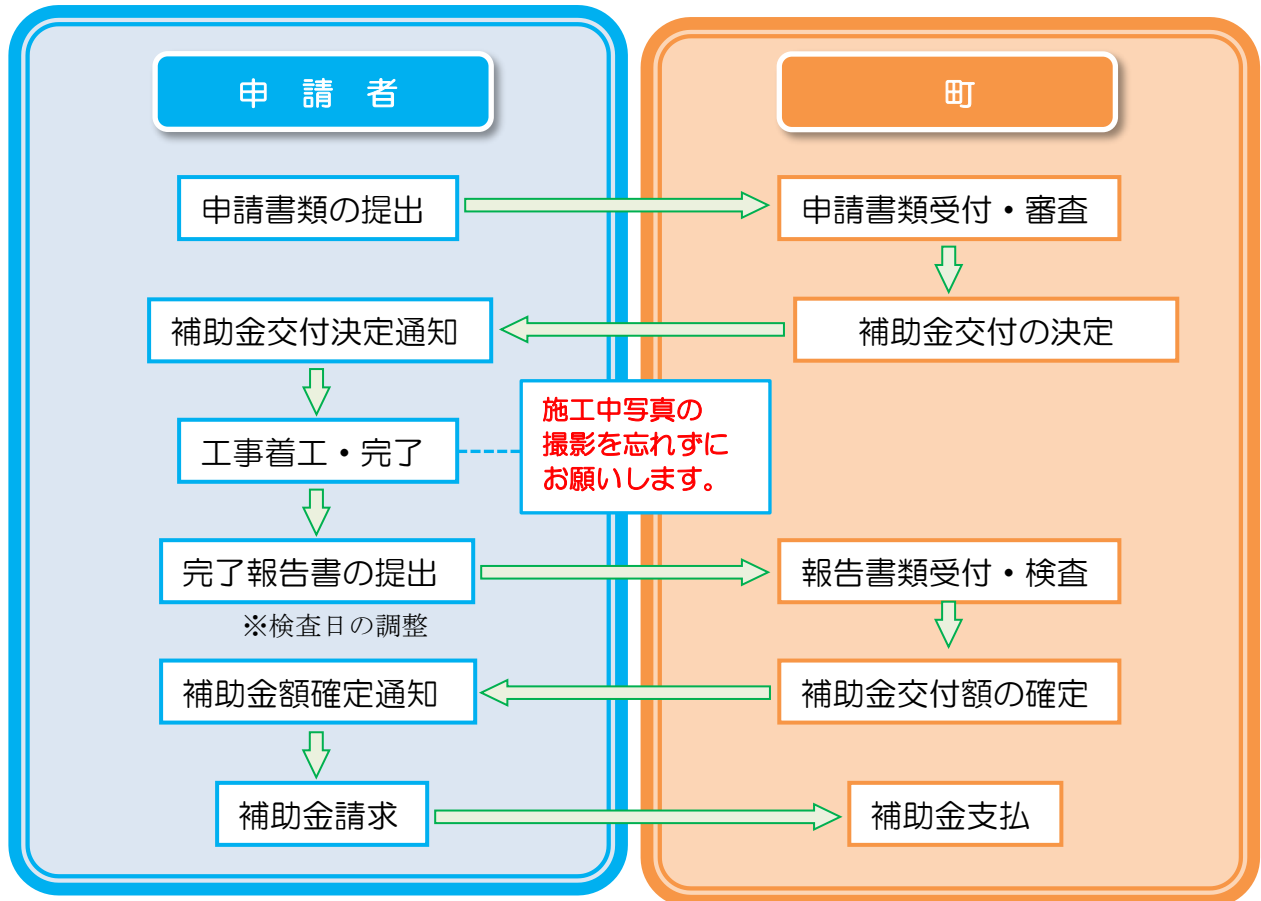 申 請 者
町
申請書類の提出
申請書類受付・審査
補助金交付決定通知
補助金交付の決定
工事着工・完了
施工中写真の
撮影を忘れずに
お願いします。
完了報告書の提出
※検査日の調整
報告書類受付・検査
補助金額確定通知
補助金交付額の確定
補助金請求
補助金支払